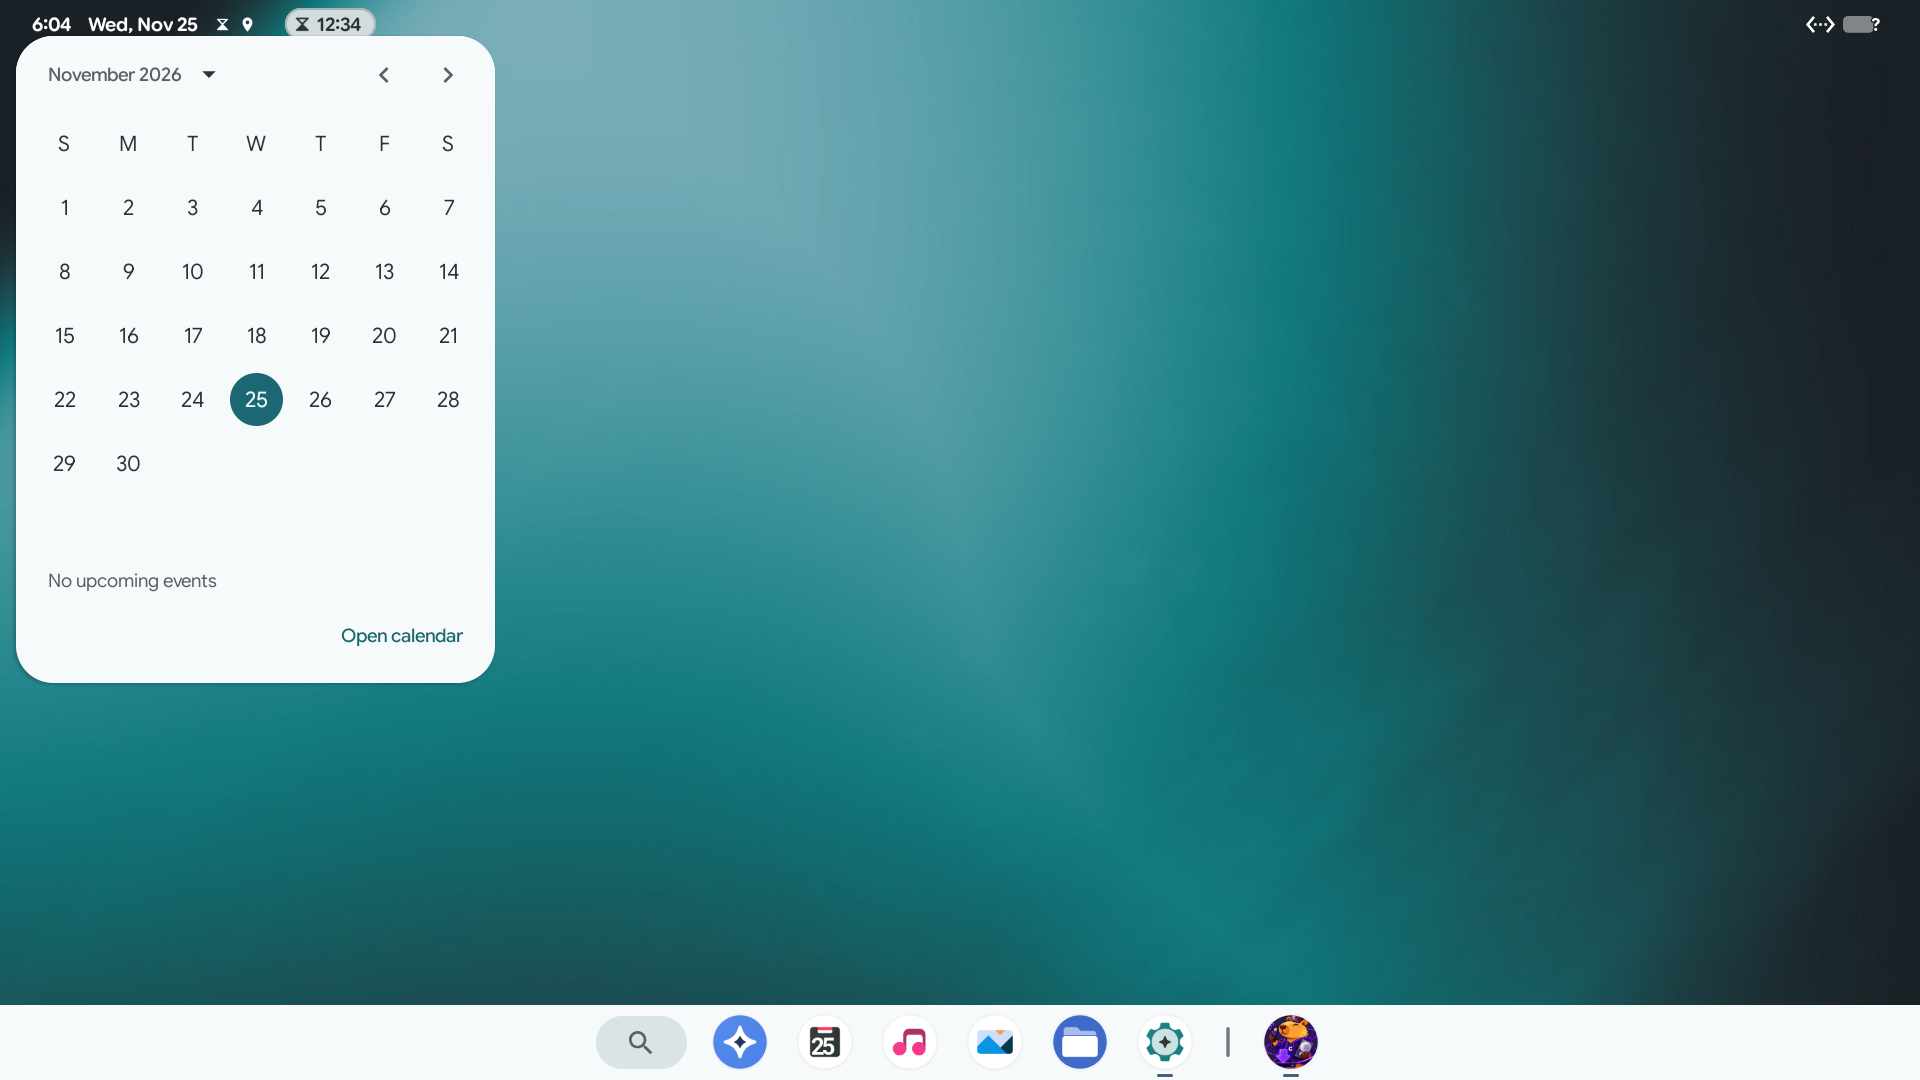 6:04 Wed, Nov 25 12:34 ?
November 2026
S M T W T F S
1 2 3 4 5 6 7
8 9 10 11 12 13 14
15 16 17 18 19 20 21
22 23 24 25 26 27 28
29 30
No upcoming events
Open calendar
25